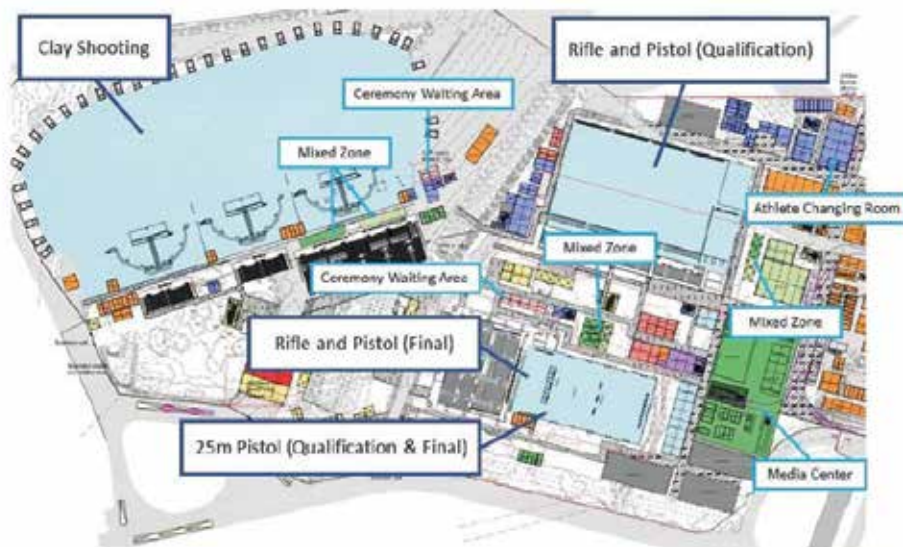 Clay Shooting
Rifle and Pistol (Qualification)
Ceremony Waiting Area
Mixed Zone
Athlete Changing Room
Mixed Zone
Ceremony Waiting Area
Mixed Zone
Rifle and Pistol (Final)
25m Pistol (Qualification & Final)
Media Center